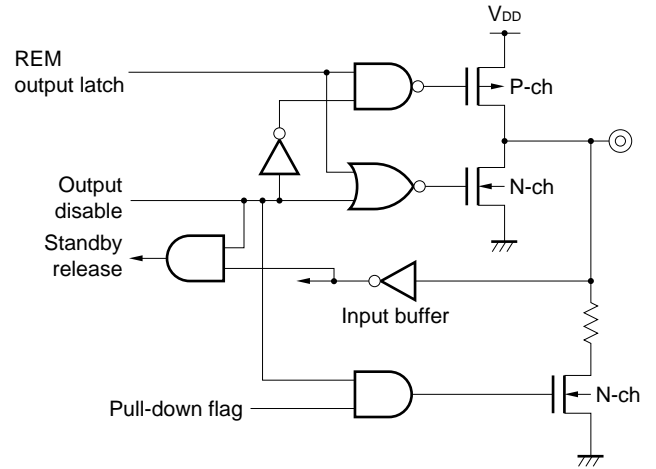 VDD
REM
output latch
P-ch
N-ch
Output
disable
Standby
release
Input buffer
Pull-down flag
N-ch